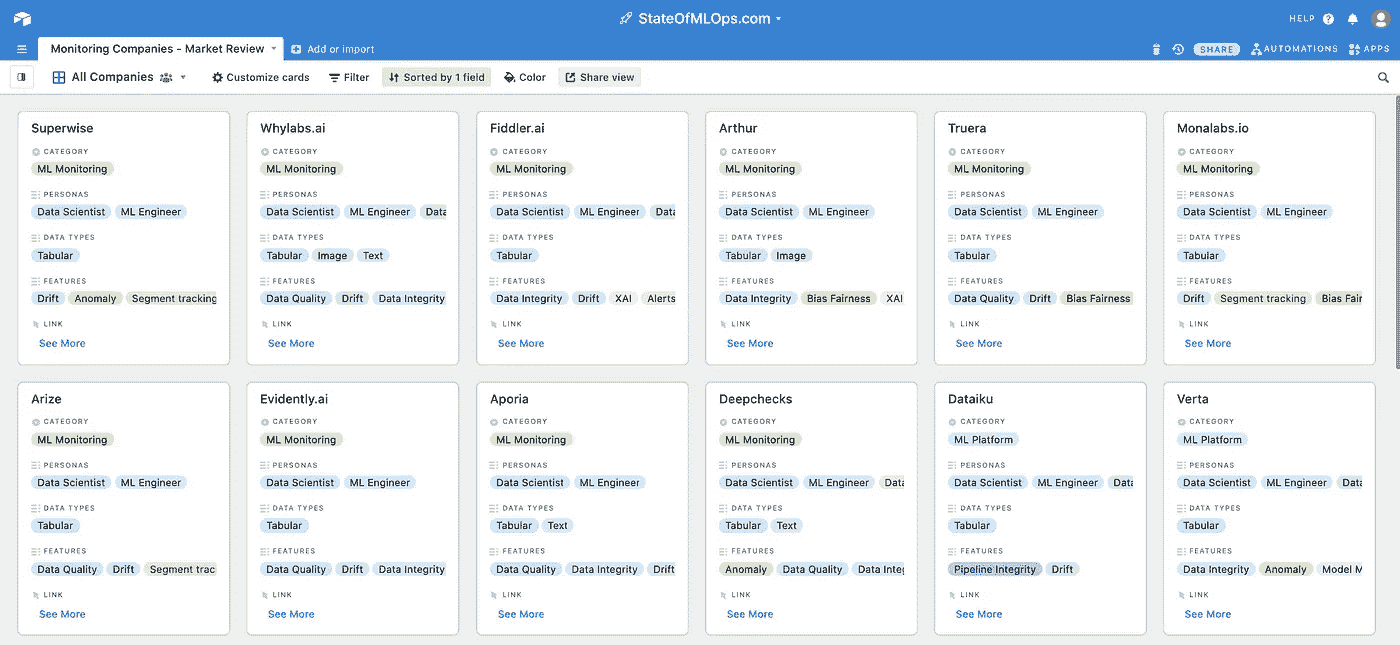 StateOfMLOps.com
HELP
Monitoring Companies - Market Review
Add or import
SHARE
AUTOMATIONS
APPS
All Companies
Customize cards
Filter
Sorted by 1 field
Color
Share view
Superwise
CATEGORY
ML Monitoring
PERSONAS
Data Scientist ML Engineer
DATA TYPES
Tabular
FEATURES
Drift Anomaly Segment tracking
LINK
See More
Whylabs.ai
CATEGORY
ML Monitoring
PERSONAS
Data Scientist ML Engineer Data
DATA TYPES
Tabular Image Text
FEATURES
Data Quality Drift Data Integrity
LINK
See More
Fiddler.ai
CATEGORY
ML Monitoring
PERSONAS
Data Scientist ML Engineer Data
DATA TYPES
Tabular
FEATURES
Data Integrity Drift XAI Alerts
LINK
See More
Arthur
CATEGORY
ML Monitoring
PERSONAS
Data Scientist ML Engineer
DATA TYPES
Tabular Image
FEATURES
Data Integrity Bias Fairness XAI
LINK
See More
Truera
CATEGORY
ML Monitoring
PERSONAS
Data Scientist ML Engineer
DATA TYPES
Tabular
FEATURES
Data Quality Drift Bias Fairness
LINK
See More
Monalabs.io
CATEGORY
ML Monitoring
PERSONAS
Data Scientist ML Engineer
DATA TYPES
Tabular
FEATURES
Drift Segment tracking Bias Fair
LINK
See More
Arize
CATEGORY
ML Monitoring
PERSONAS
Data Scientist ML Engineer
DATA TYPES
Tabular
FEATURES
Data Quality Drift Segment trac
LINK
See More
Evidently.ai
CATEGORY
ML Monitoring
PERSONAS
Data Scientist ML Engineer
DATA TYPES
Tabular
FEATURES
Data Quality Drift Data Integrity
LINK
See More
Aporia
CATEGORY
ML Monitoring
PERSONAS
Data Scientist ML Engineer
DATA TYPES
Tabular Text
FEATURES
Data Quality Data Integrity Drift
LINK
See More
Deepchecks
CATEGORY
ML Monitoring
PERSONAS
Data Scientist ML Engineer Data
DATA TYPES
Tabular Text
FEATURES
Anomaly Data Quality Data Integ
LINK
See More
Dataiku
CATEGORY
ML Platform
PERSONAS
Data Scientist ML Engineer Data
DATA TYPES
Tabular
FEATURES
Pipeline Integrity Drift
LINK
See More
Verta
CATEGORY
ML Platform
PERSONAS
Data Scientist ML Engineer Data
DATA TYPES
Tabular
FEATURES
Data Integrity Anomaly Model M
LINK
See More